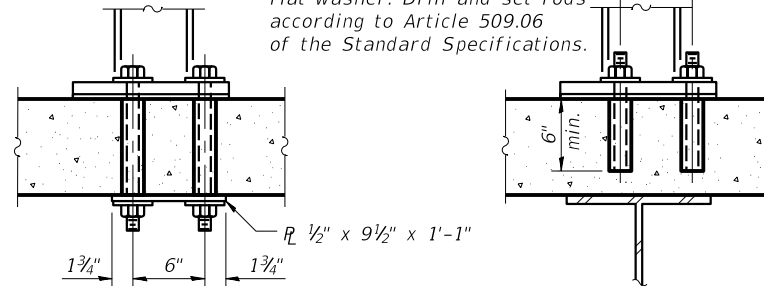 Flat washer. Drill and set rods
according to Article 509.06
of the Standard Specifications.
6"
min.
℄ ½" x 9½" x 1'-1"
1¾" 6" 1¾"